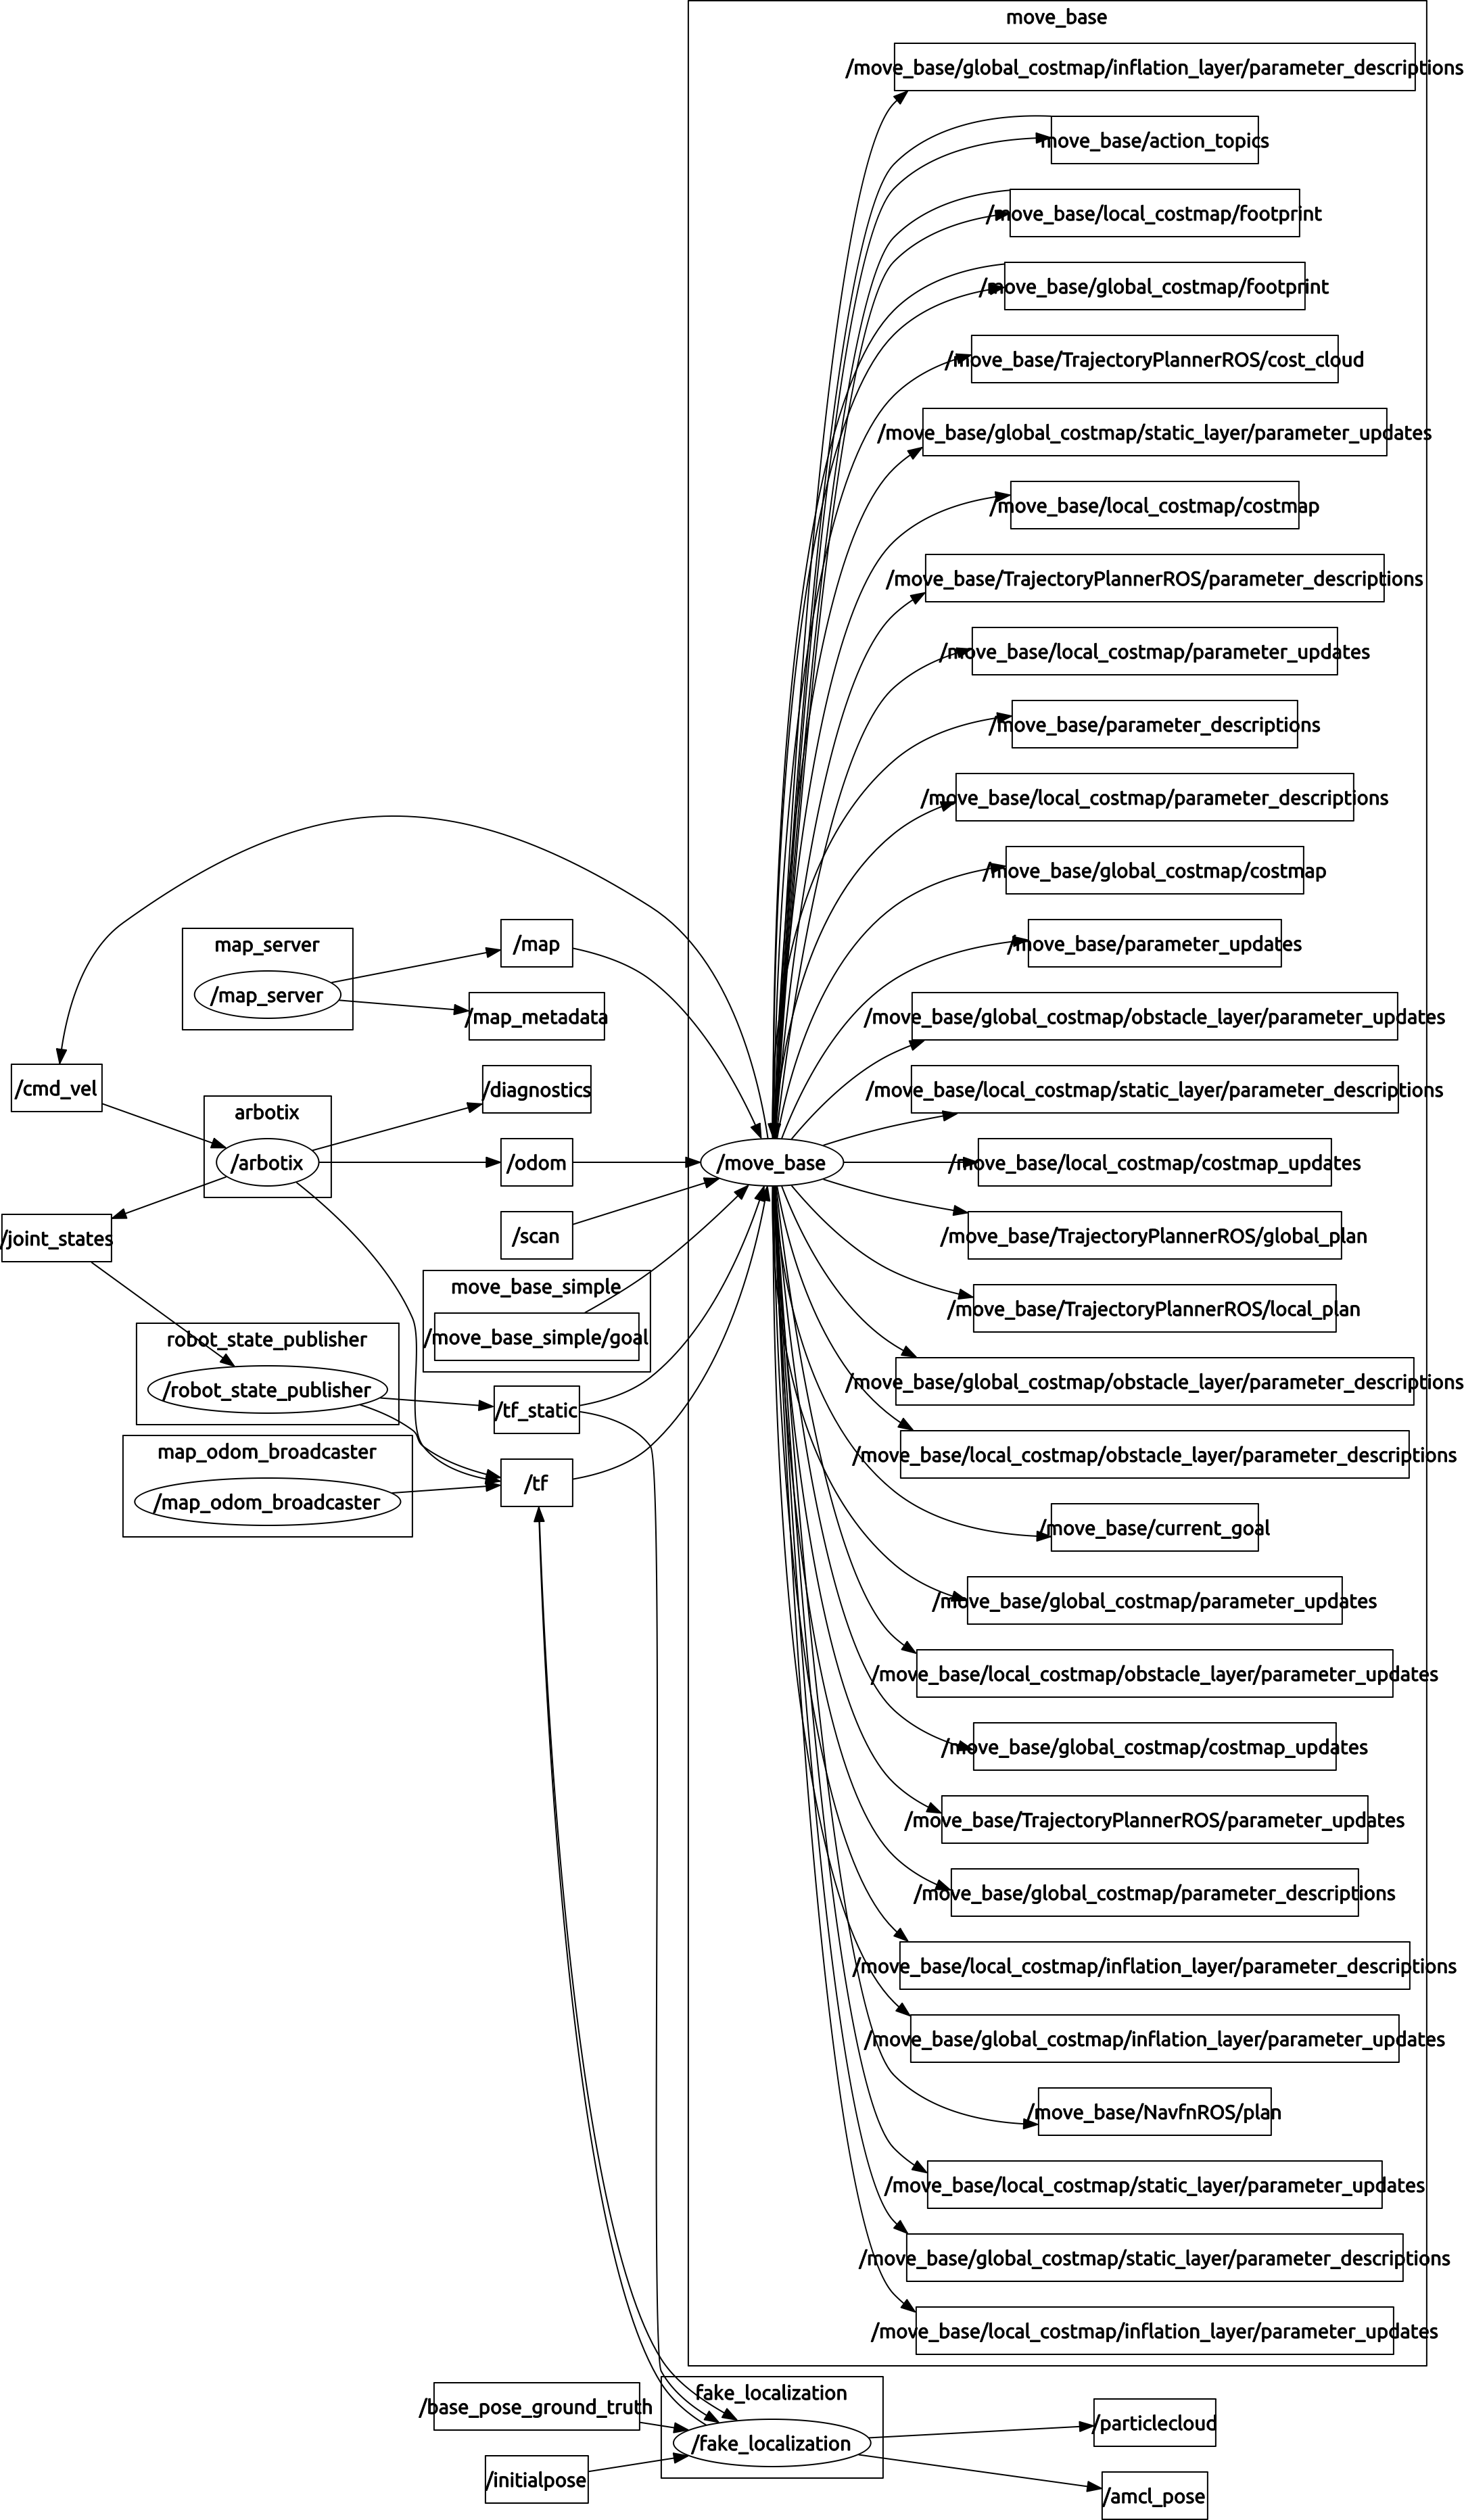 move_base
/move_base/global_costmap/inflation_layer/parameter_descriptions
move_base/action_topics
/move_base/local_costmap/footprint
/move_base/global_costmap/footprint
/move_base/TrajectoryPlannerROS/cost_cloud
/move_base/global_costmap/static_layer/parameter_updates
/move_base/local_costmap/costmap
/move_base/TrajectoryPlannerROS/parameter_descriptions
/move_base/local_costmap/parameter_updates
/move_base/parameter_descriptions
/move_base/local_costmap/parameter_descriptions
/move_base/global_costmap/costmap
map_server
/map
/move_base/parameter_updates
/map_server
/map_metadata
/move_base/global_costmap/obstacle_layer/parameter_updates
/cmd_vel
/diagnostics
/move_base/local_costmap/static_layer/parameter_descriptions
arbotix
/arbotix
/odom
/move_base
/move_base/local_costmap/costmap_updates
/joint_states
/scan
/move_base/TrajectoryPlannerROS/global_plan
move_base_simple
/move_base_simple/goal
/move_base/TrajectoryPlannerROS/local_plan
robot_state_publisher
/robot_state_publisher
/move_base/global_costmap/obstacle_layer/parameter_descriptions
/tf_static
map_odom_broadcaster
/move_base/local_costmap/obstacle_layer/parameter_descriptions
/map_odom_broadcaster
/tf
/move_base/current_goal
/move_base/global_costmap/parameter_updates
/move_base/local_costmap/obstacle_layer/parameter_updates
/move_base/global_costmap/costmap_updates
/move_base/TrajectoryPlannerROS/parameter_updates
/move_base/global_costmap/parameter_descriptions
/move_base/local_costmap/inflation_layer/parameter_descriptions
/move_base/global_costmap/inflation_layer/parameter_updates
/move_base/NavfnROS/plan
/move_base/local_costmap/static_layer/parameter_updates
/move_base/global_costmap/static_layer/parameter_descriptions
/move_base/local_costmap/inflation_layer/parameter_updates
fake_localization
/base_pose_ground_truth
/fake_localization
/particlecloud
/initialpose
/amcl_pose